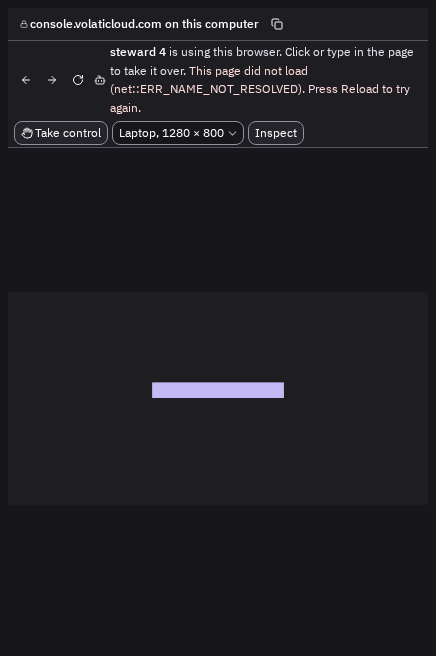 console.volaticloud.com on this computer
steward 4 is using this browser. Click or type in the page
to take it over. This page did not load
(net::ERR_NAME_NOT_RESOLVED). Press Reload to try
again.
Take control
Laptop, 1280 × 800
Inspect